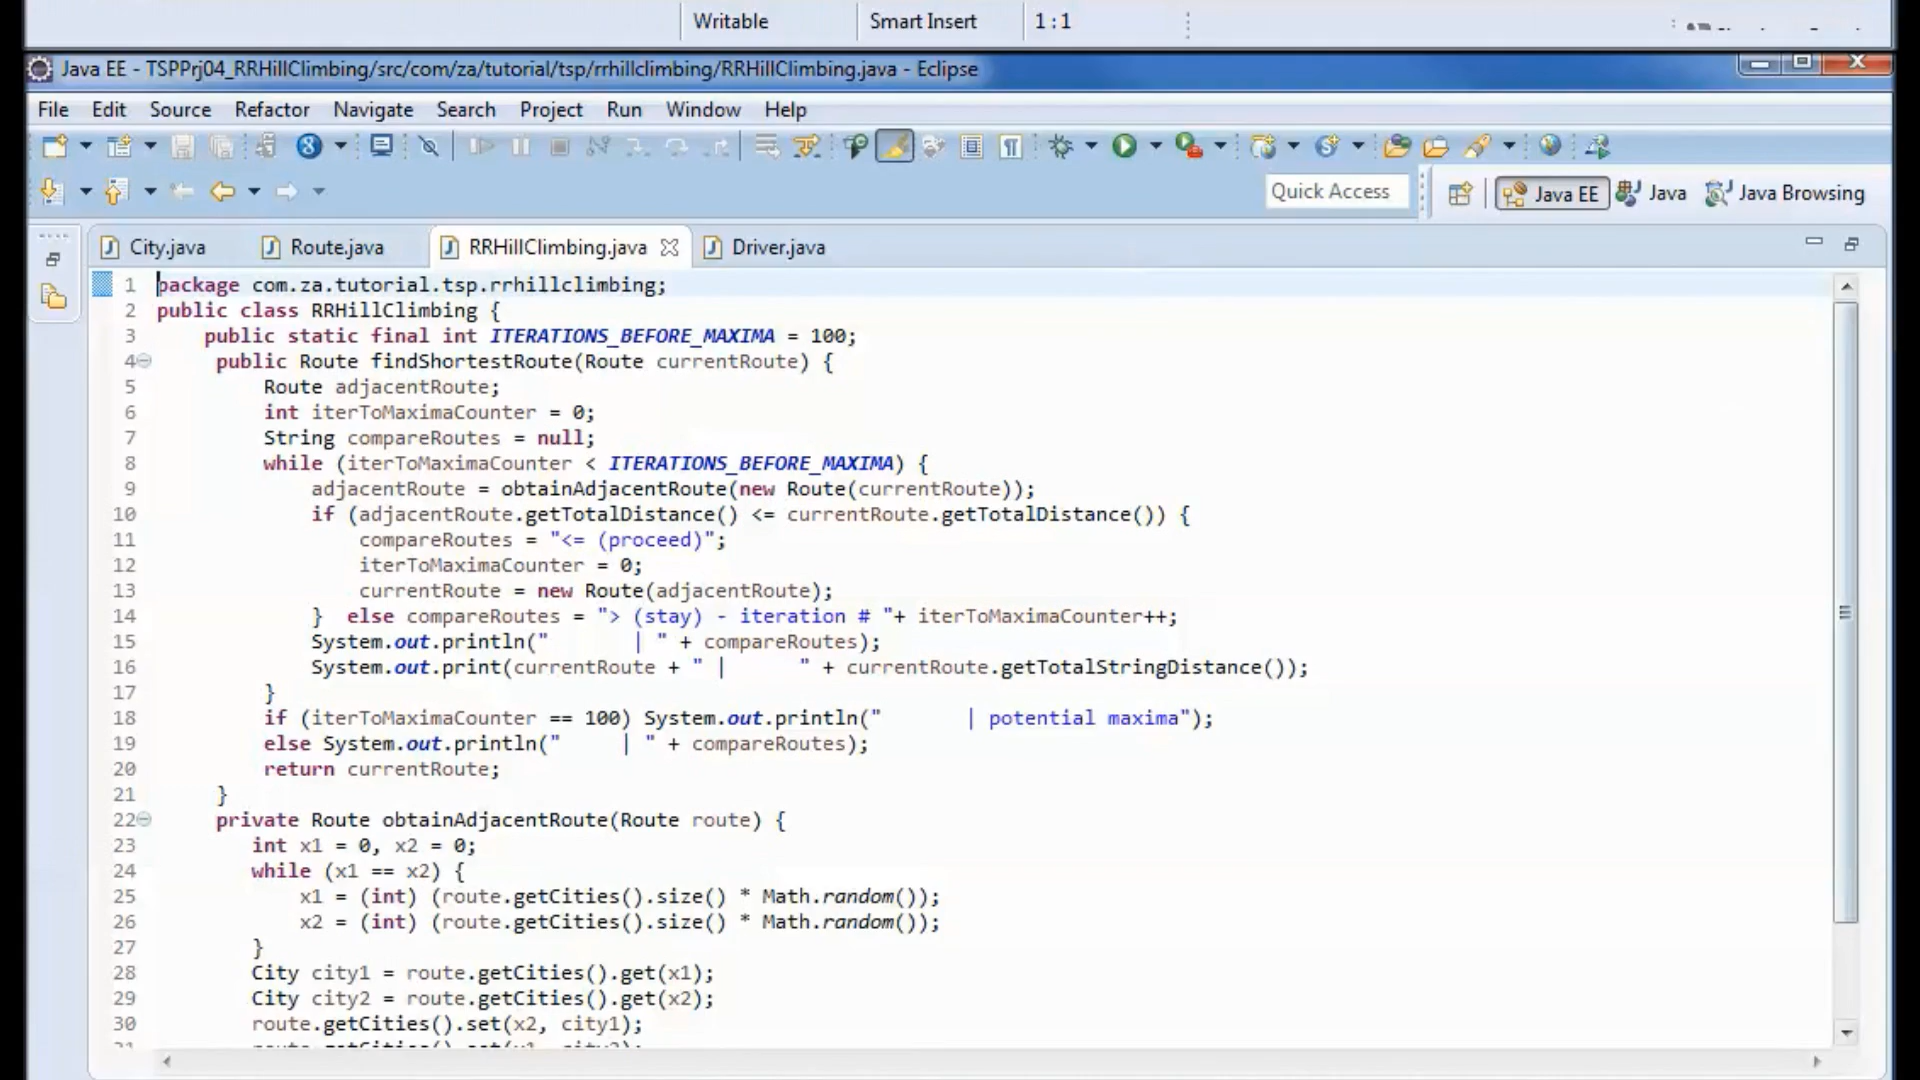 Writable Smart Insert 1 : 1
Java EE - TSPPrj04_RRHillClimbing/src/com/za/tutorial/tsp/rrhillclimbing/RRHillClimbing.java - Eclipse
File Edit Source Refactor Navigate Search Project Run Window Help
Quick Access Java EE Java Java Browsing
City.java Route.java RRHillClimbing.java Driver.java
1 package com.za.tutorial.tsp.rrhillclimbing;
2 public class RRHillClimbing {
3 public static final int ITERATIONS_BEFORE_MAXIMA = 100;
4 public Route findShortestRoute(Route currentRoute) {
5 Route adjacentRoute;
6 int iterToMaximaCounter = 0;
7 String compareRoutes = null;
8 while (iterToMaximaCounter < ITERATIONS_BEFORE_MAXIMA) {
9 adjacentRoute = obtainAdjacentRoute(new Route(currentRoute));
10 if (adjacentRoute.getTotalDistance() <= currentRoute.getTotalDistance()) {
11 compareRoutes = "<= (proceed)";
12 iterToMaximaCounter = 0;
13 currentRoute = new Route(adjacentRoute);
14 } else compareRoutes = "> (stay) - iteration # "+ iterToMaximaCounter++;
15 System.out.println("       | " + compareRoutes);
16 System.out.print(currentRoute + " |      " + currentRoute.getTotalStringDistance());
17 }
18 if (iterToMaximaCounter == 100) System.out.println("       | potential maxima");
19 else System.out.println("     | " + compareRoutes);
20 return currentRoute;
21 }
22 private Route obtainAdjacentRoute(Route route) {
23 int x1 = 0, x2 = 0;
24 while (x1 == x2) {
25 x1 = (int) (route.getCities().size() * Math.random());
26 x2 = (int) (route.getCities().size() * Math.random());
27 }
28 City city1 = route.getCities().get(x1);
29 City city2 = route.getCities().get(x2);
30 route.getCities().set(x2, city1);